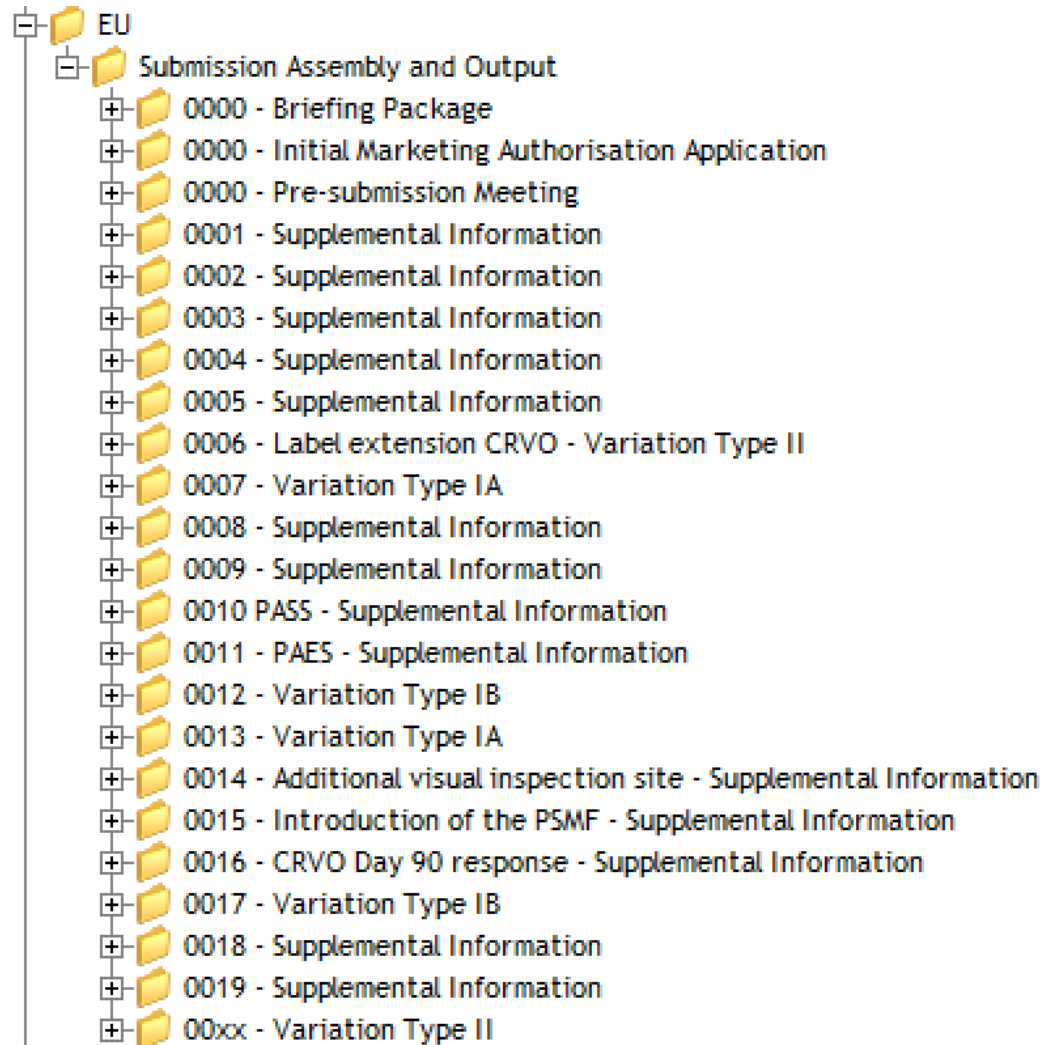 EU
Submission Assembly and Output
0000 - Briefing Package
0000 - Initial Marketing Authorisation Application
0000 - Pre-submission Meeting
0001 - Supplemental Information
0002 - Supplemental Information
0003 - Supplemental Information
0004 - Supplemental Information
0005 - Supplemental Information
0006 - Label extension CRVO - Variation Type II
0007 - Variation Type IA
0008 - Supplemental Information
0009 - Supplemental Information
0010 PASS - Supplemental Information
0011 - PAES - Supplemental Information
0012 - Variation Type IB
0013 - Variation Type IA
0014 - Additional visual inspection site - Supplemental Information
0015 - Introduction of the PSMF - Supplemental Information
0016 - CRVO Day 90 response - Supplemental Information
0017 - Variation Type IB
0018 - Supplemental Information
0019 - Supplemental Information
00xx - Variation Type II